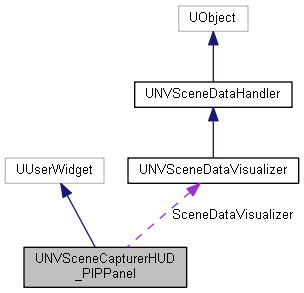 UObject
UNVSceneDataHandler
UUserWidget
UNVSceneDataVisualizer
SceneDataVisualizer
UNVSceneCapturerHUD
_PIPPanel